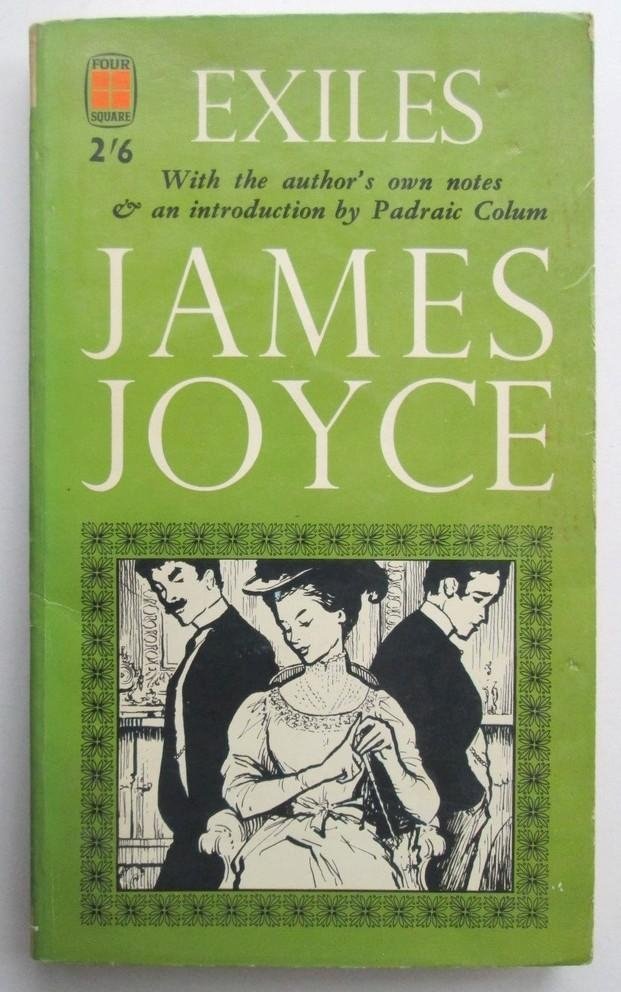 FOUR
SQUARE
2'6
EXILES
With the author's own notes
& an introduction by Padraic Colum
JAMES
JOYCE